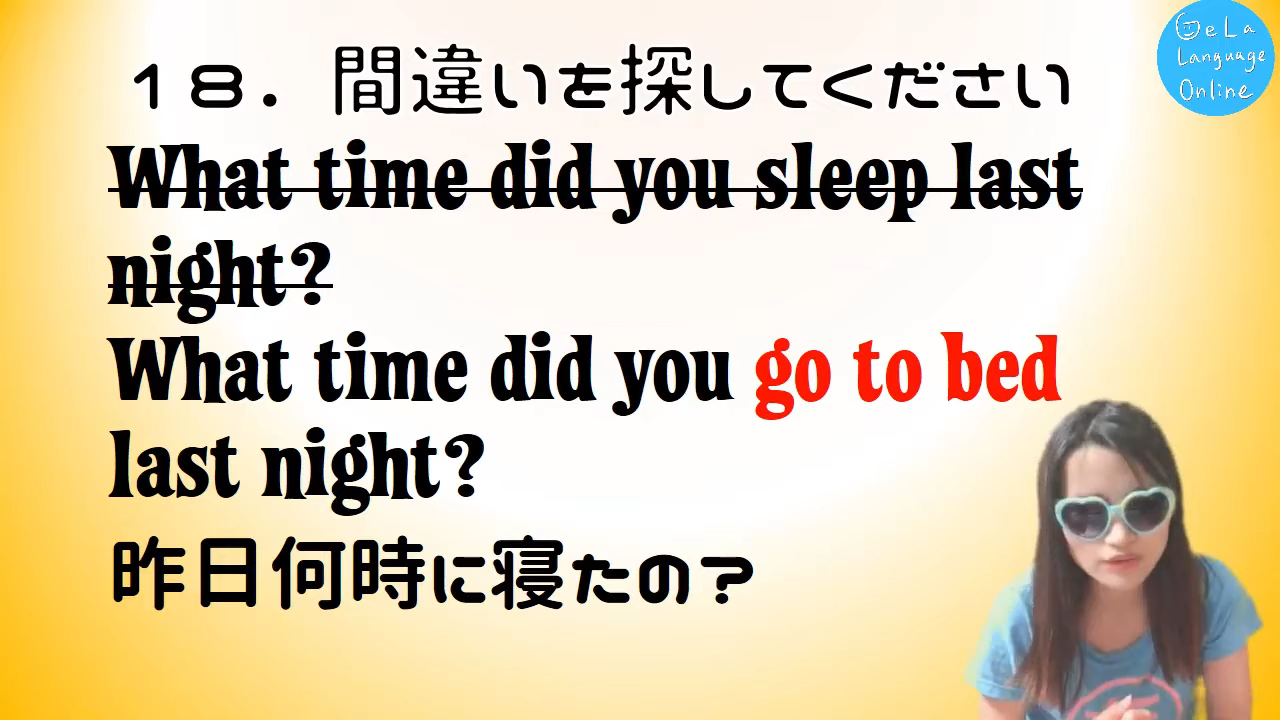 18. 間違いを探してください
What time did you sleep last
night?
What time did you go to bed
last night?
昨日何時に寝たの?
DeLa
Language
Online